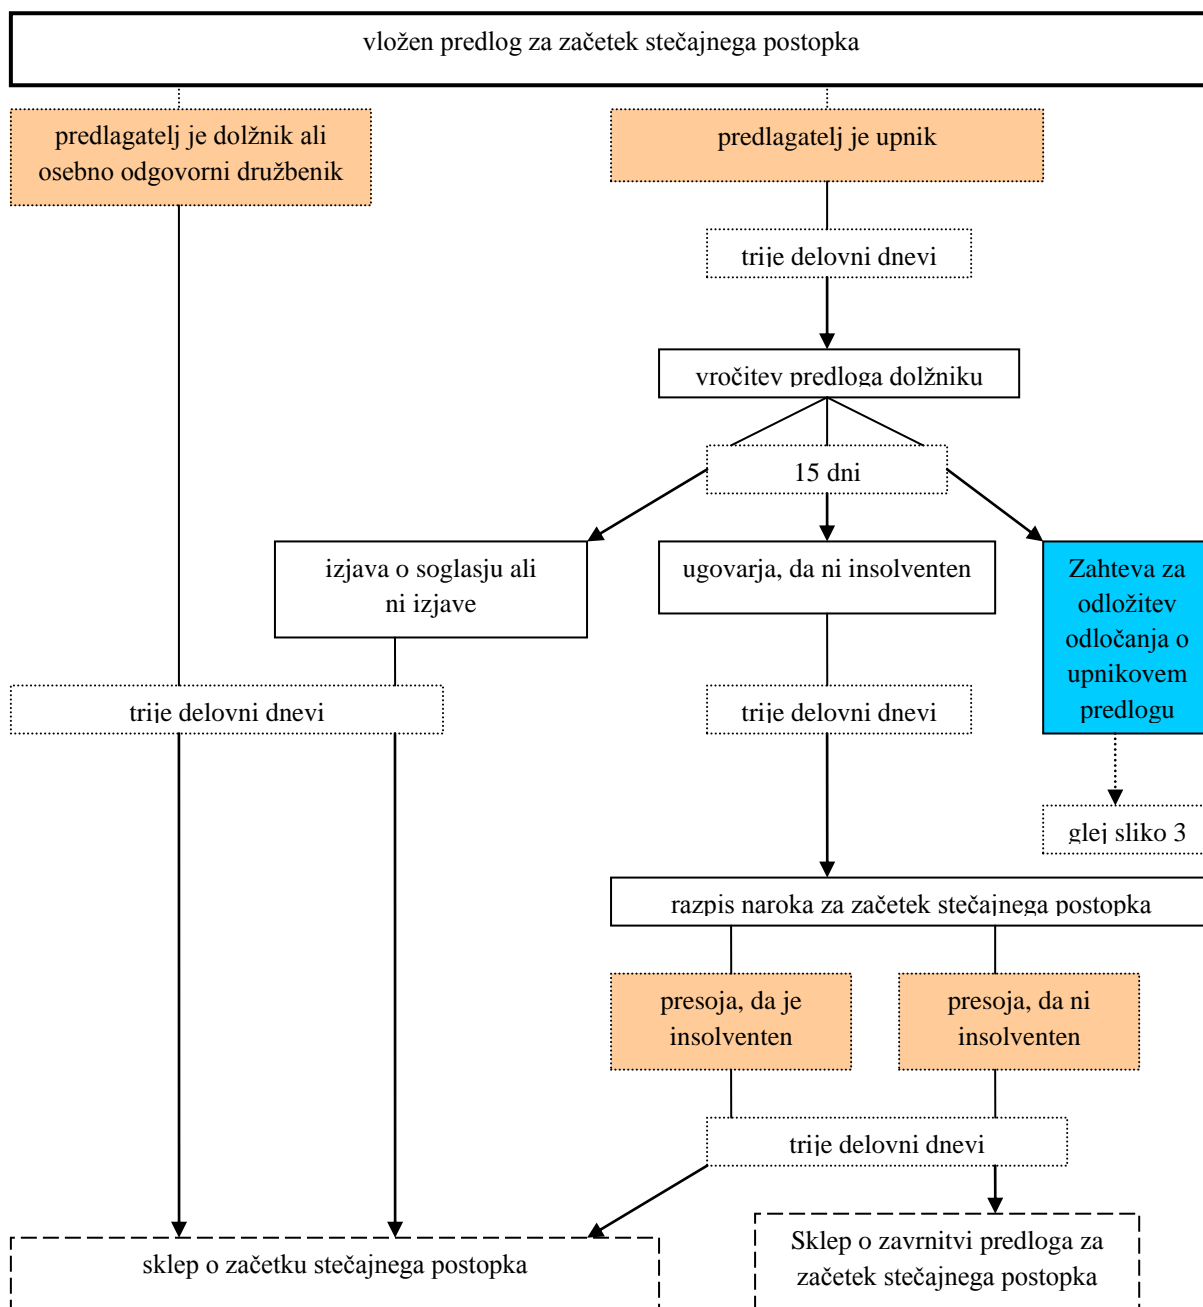 vložen predlog za začetek stečajnega postopka
predlagatelj je dolžnik ali
osebno odgovorni družbenik
predlagatelj je upnik
trije delovni dnevi
vročitev predloga dolžniku
15 dni
izjava o soglasju ali
ni izjave
ugovarja, da ni insolventen
Zahteva za
odložitev
odločanja o
upnikovem
predlogu
trije delovni dnevi
trije delovni dnevi
glej sliko 3
razpis naroka za začetek stečajnega postopka
presoja, da je
insolventen
presoja, da ni
insolventen
trije delovni dnevi
sklep o začetku stečajnega postopka
Sklep o zavrnitvi predloga za
začetek stečajnega postopka